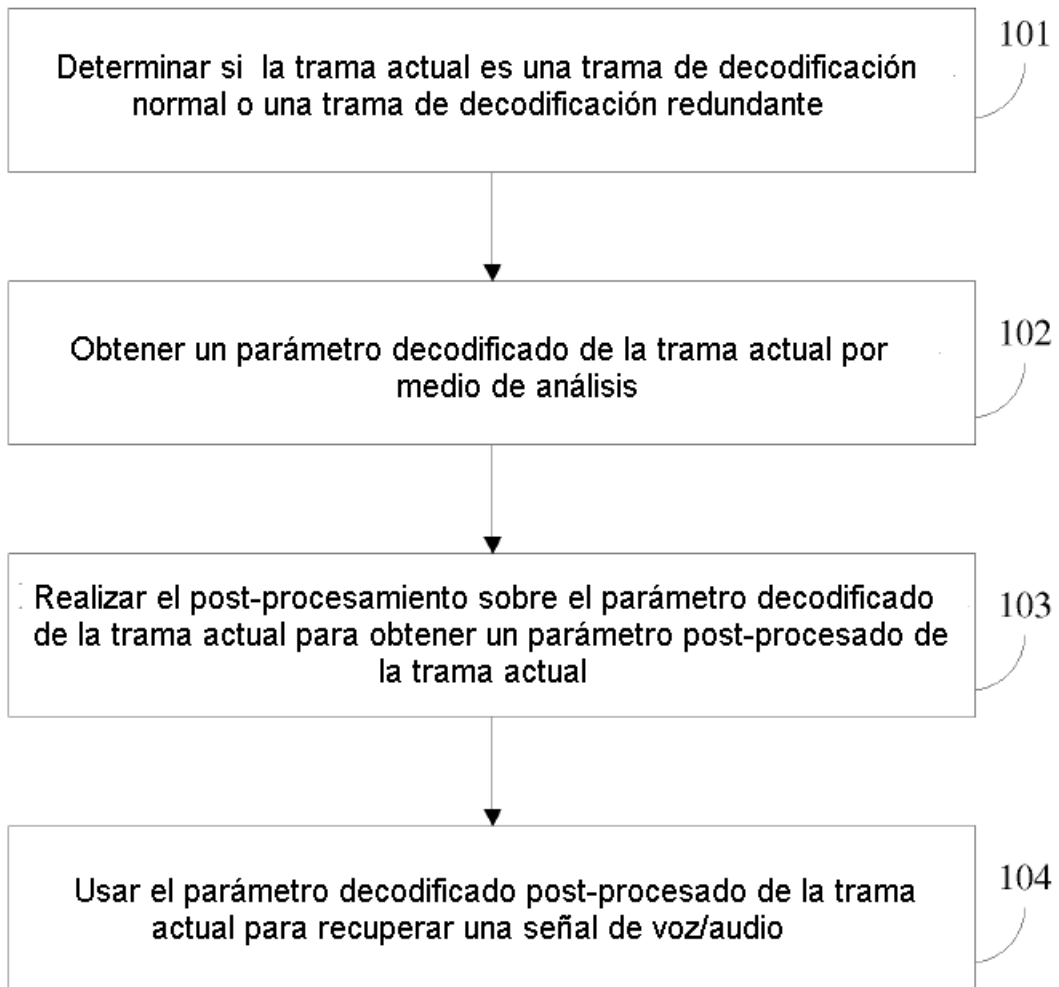 101
Determinar si la trama actual es una trama de decodificación
normal o una trama de decodificación redundante
102
Obtener un parámetro decodificado de la trama actual por
medio de análisis
103
Realizar el post-procesamiento sobre el parámetro decodificado
de la trama actual para obtener un parámetro post-procesado de
la trama actual
104
Usar el parámetro decodificado post-procesado de la trama
actual para recuperar una señal de voz/audio